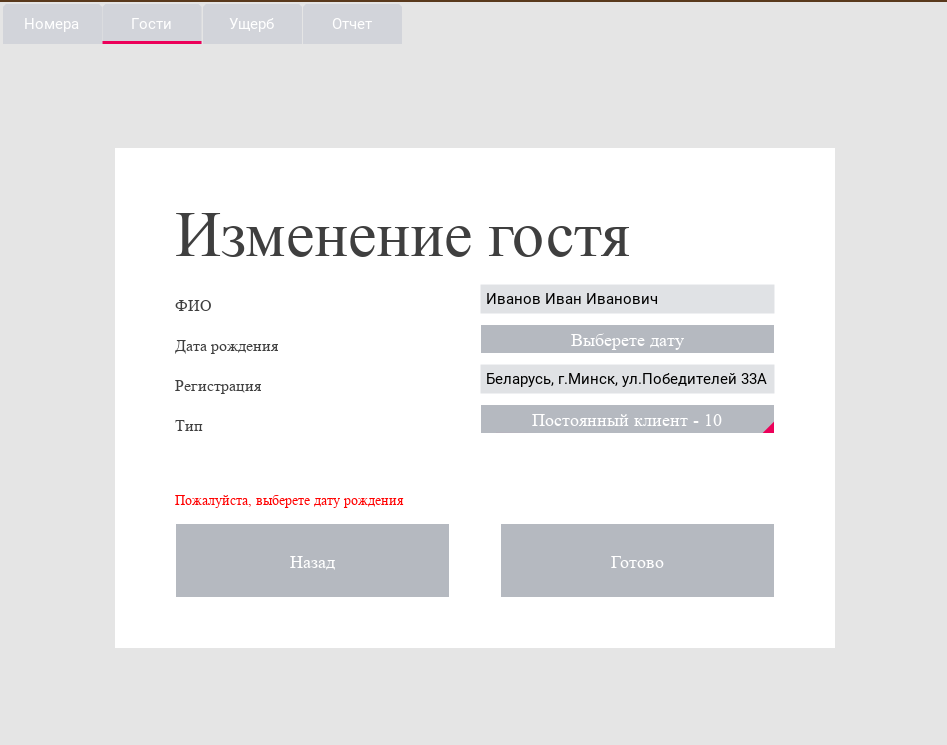 Номера Гости Ущерб Отчет
Изменение гостя
ФИО Иванов Иван Иванович
Дата рождения Выберете дату
Регистрация Беларусь, г.Минск, ул.Победителей 33А
Тип Постоянный клиент - 10
Пожалуйста, выберете дату рождения
Назад Готово